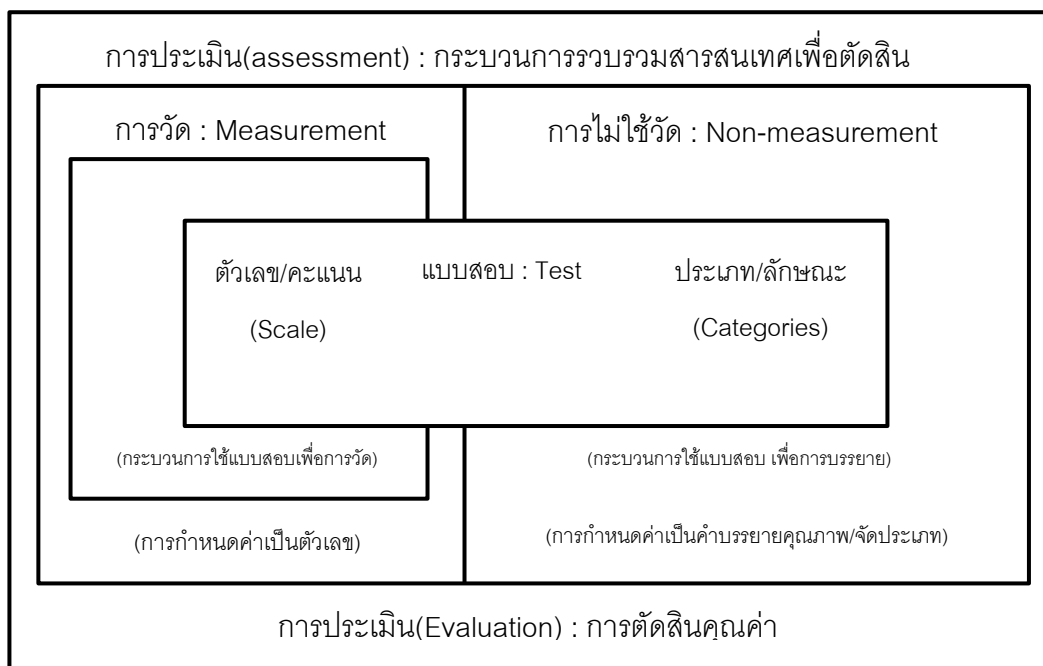 การประเมิน(assessment) : กระบวนการรวบรวมสารสนเทศเพื่อตัดสิน
การวัด : Measurement
การไม่ใช้วัด : Non-measurement
ตัวเลข/คะแนน
แบบสอบ : Test
ประเภท/ลักษณะ
(Scale)
(Categories)
(กระบวนการใช้แบบสอบเพื่อการวัด)
(กระบวนการใช้แบบสอบ เพื่อการบรรยาย)
(การกำหนดค่าเป็นตัวเลข)
(การกำหนดค่าเป็นคำบรรยายคุณภาพ/จัดประเภท)
การประเมิน(Evaluation) : การตัดสินคุณค่า